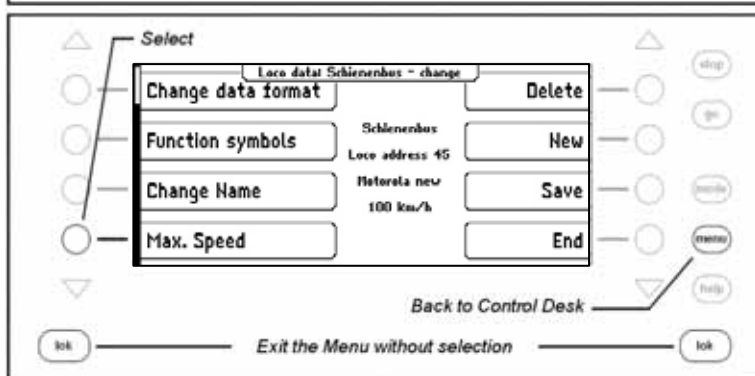 Select
stop
Loco data: Schienenbus - change
Change data format
Delete
go
Function symbols
Schienenbus
Loco address 45
New
Change Name
Motorola new
100 km/h
Save
mode
Max. Speed
End
menu
help
Back to Control Desk
lok
Exit the Menu without selection
lok